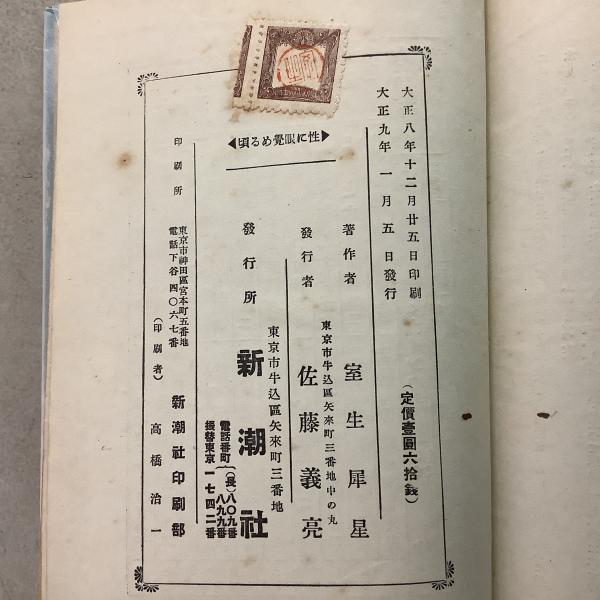 大正八年十二月廿五日印刷
大正九年一月五日發行
(定價壹圓六拾錢)
著作者 室生犀星
東京市牛込區矢來町三番地中の丸
發行者 佐藤義亮
東京市牛込區矢來町三番地
發行所 新潮社
電話番町{(長)八〇九番
八九九番
振替東京一七四二番
▶性に眼覺める頃◀
印刷所
東京市神田區宮本町五番地
電話下谷四〇六七番
新潮社印刷部
(印刷者) 高橋治一